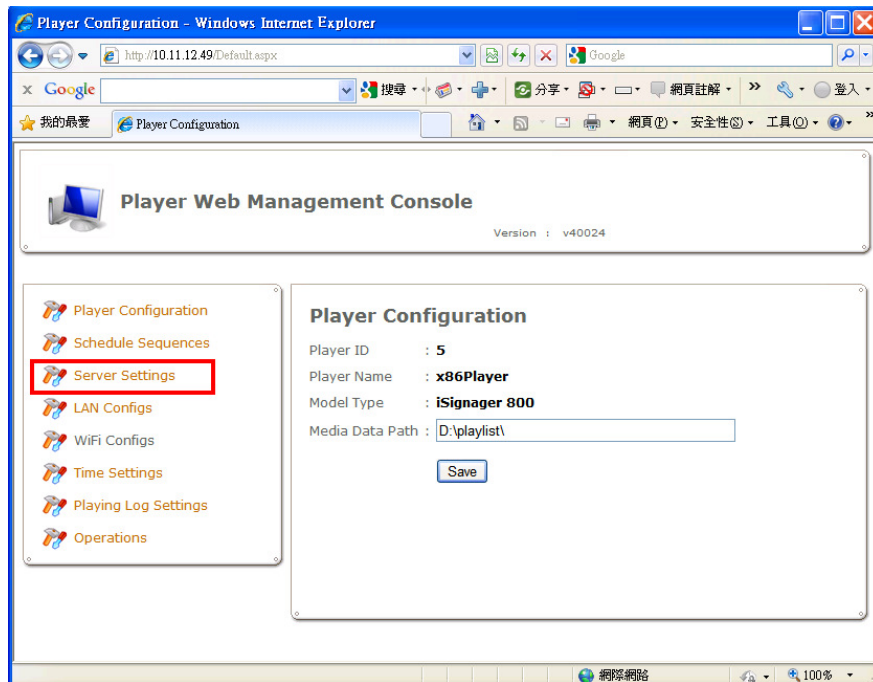 Player Configuration - Windows Internet Explorer
http://10.11.12.49/Default.aspx
Google
x Google
搜尋
分享
網頁註解
»
登入
我的最愛
Player Configuration
網頁(P)
安全性(S)
工具(O)
»
Player Web Management Console
Version : v40024
Player Configuration
Schedule Sequences
Server Settings
LAN Configs
WiFi Configs
Time Settings
Playing Log Settings
Operations
Player Configuration
Player ID : 5
Player Name : x86Player
Model Type : iSignager 800
Media Data Path : D:\playlist\
Save
網際網路
100%